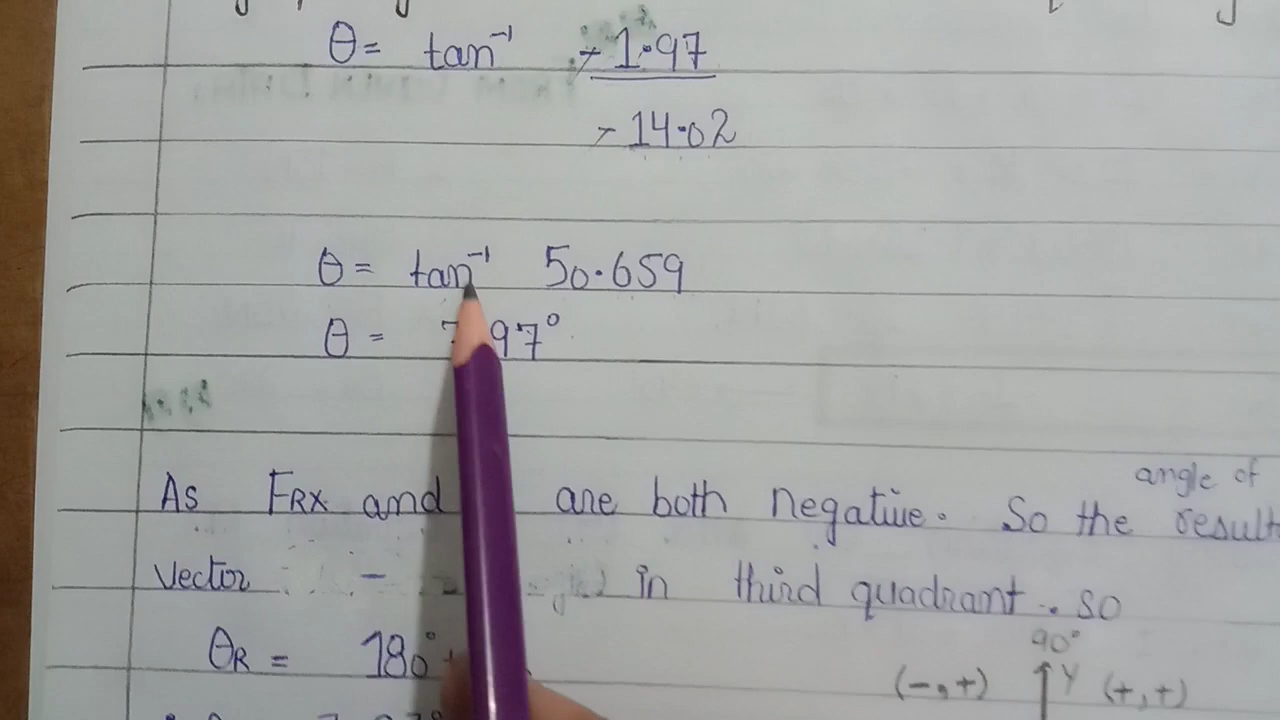 θ = tan⁻¹ -1.97
-14.02
θ = tan⁻¹ 50.659
θ = 97°
As FRX and are both negative. So the angle of
vector - in third quadrant. so
90°
θR = 180°
(-,+) Y (+,+)